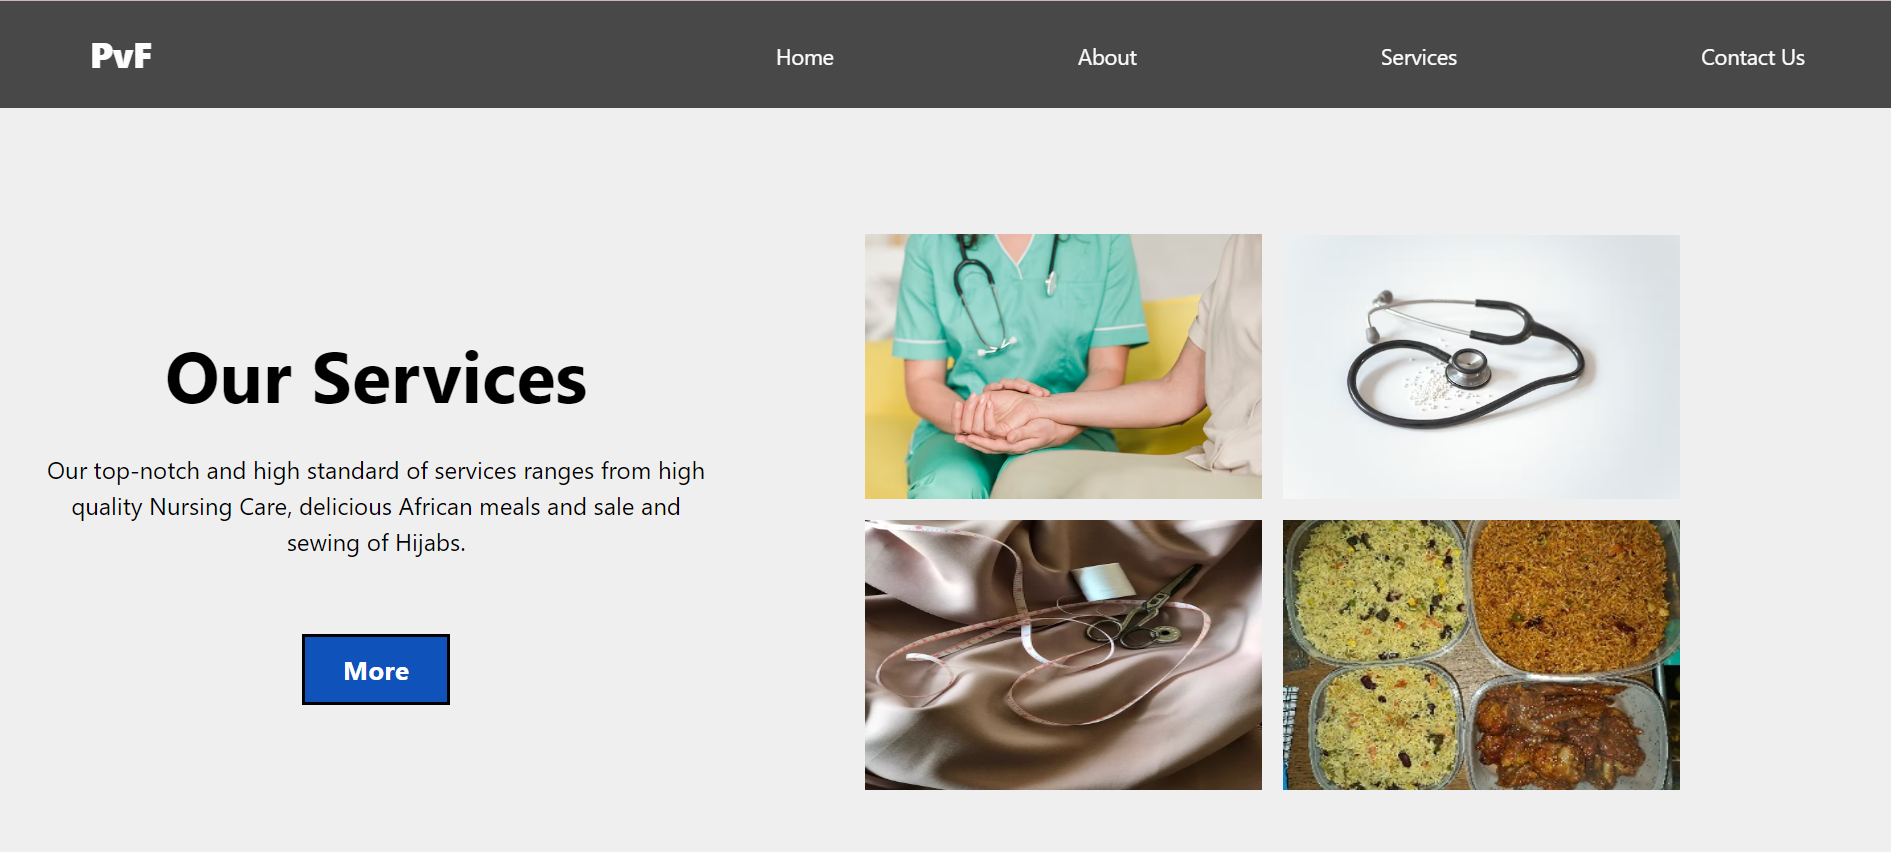 PvF
Home
About
Services
Contact Us
Our Services
Our top-notch and high standard of services ranges from high
quality Nursing Care, delicious African meals and sale and
sewing of Hijabs.
More